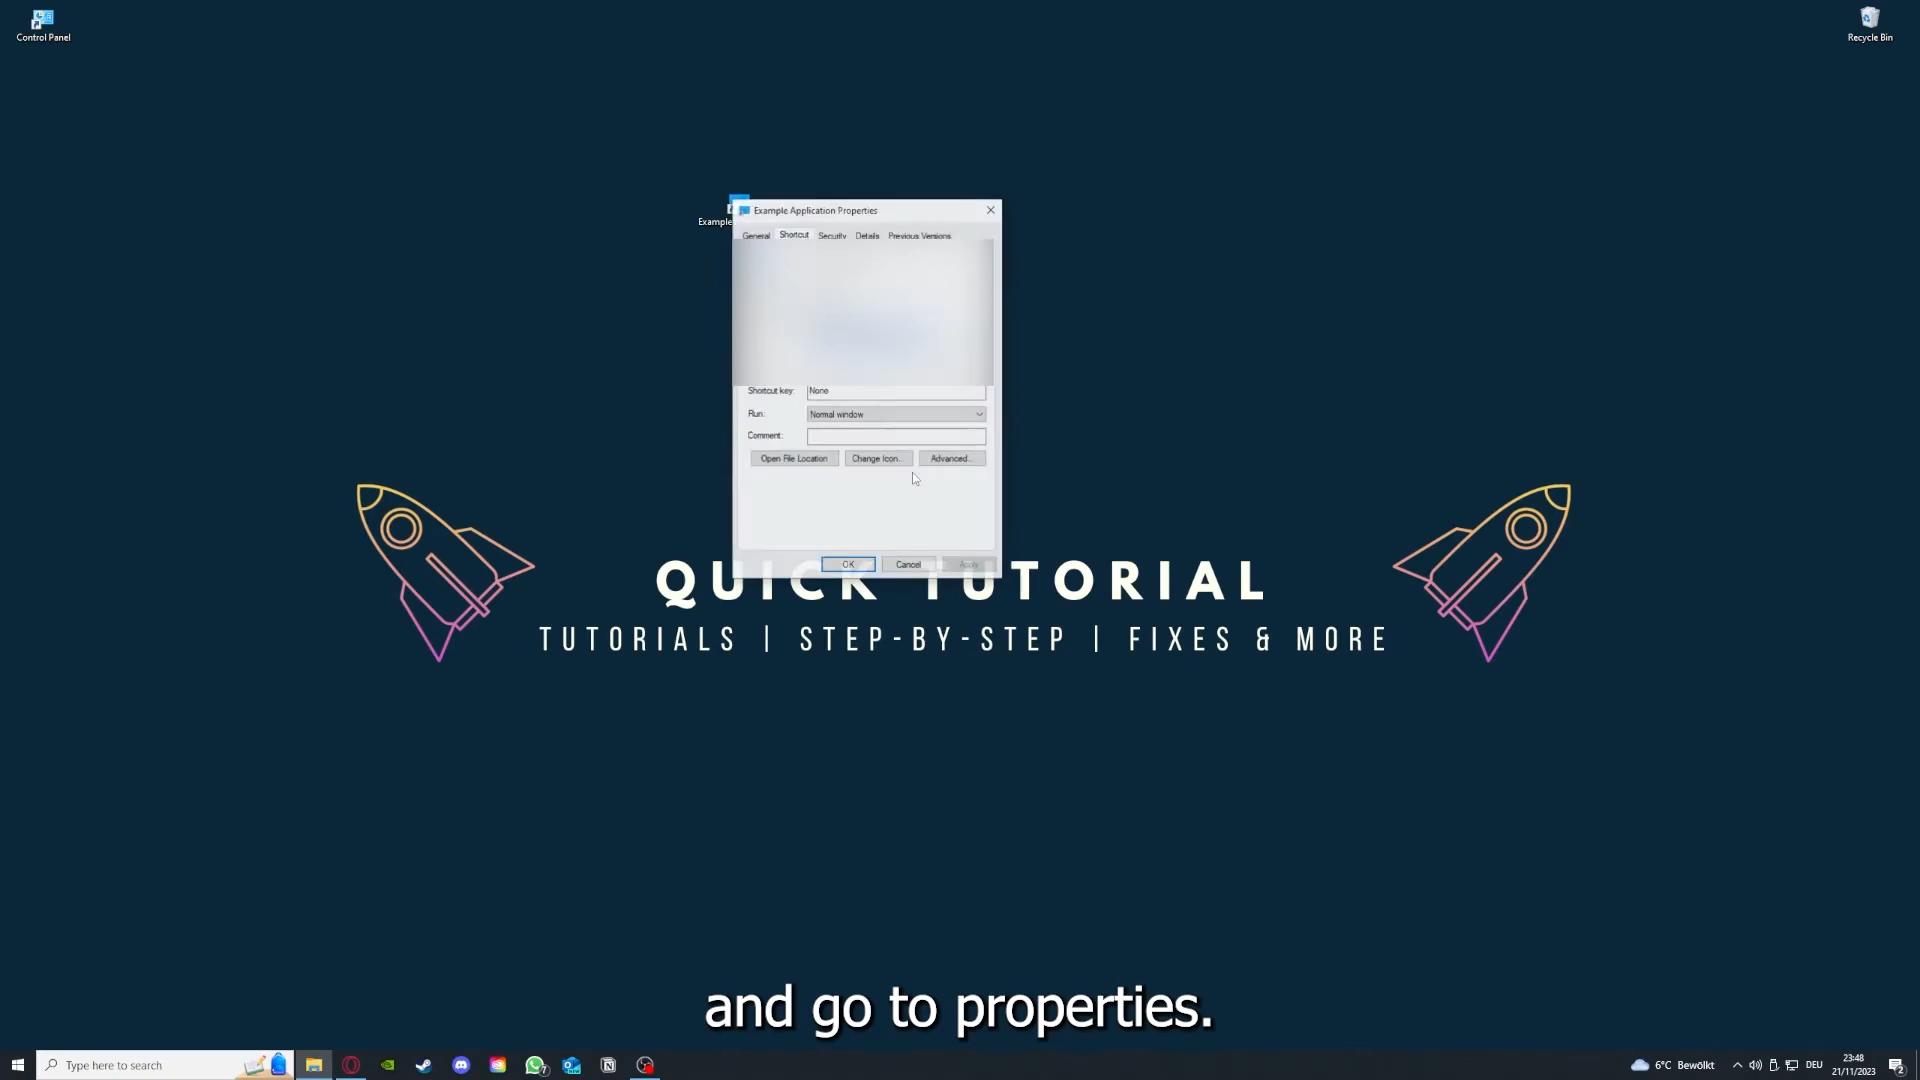 Control Panel
Recycle Bin
Example
Example Application Properties
General Shortcut Security Details Previous Versions
Shortcut key: None
Run: Normal window
Comment:
Open File Location Change Icon... Advanced...
OK Cancel Apply
QUICK TUTORIAL
TUTORIALS | STEP-BY-STEP | FIXES & MORE
and go to properties.
Type here to search
7
6°C Bewölkt
DEU
23:48
21/11/2023
2